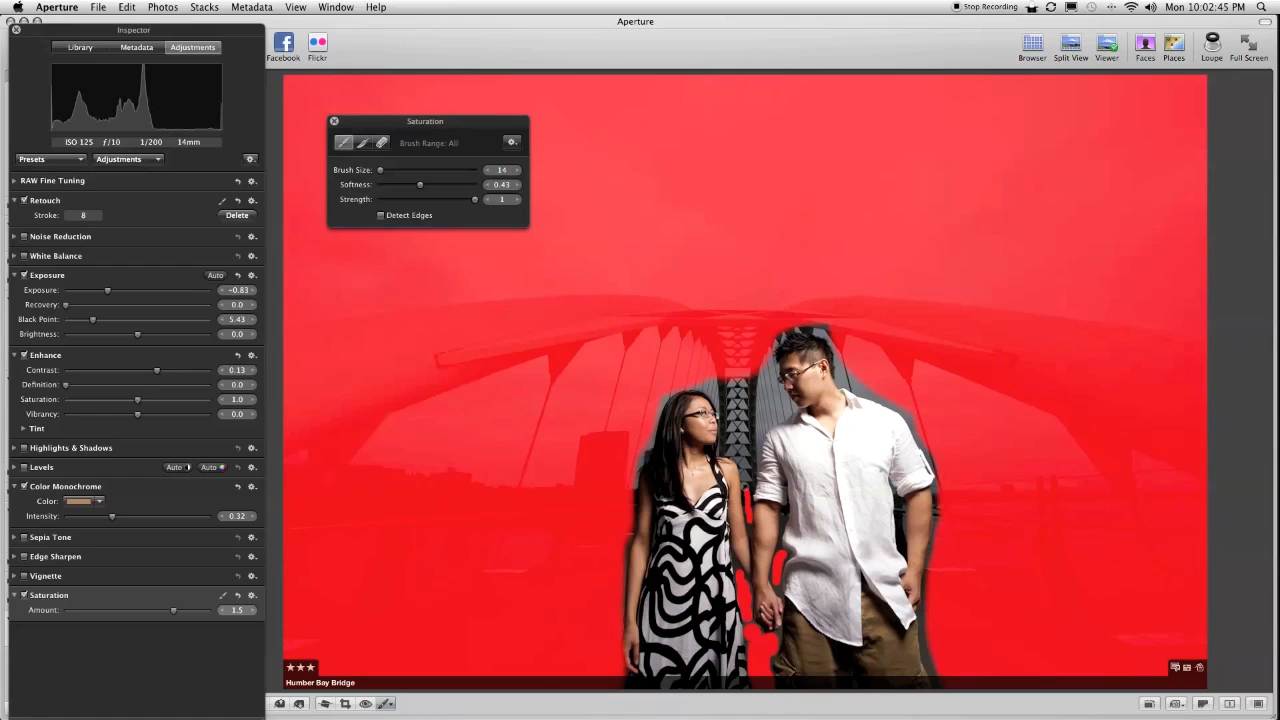 Aperture File Edit Photos Stacks Metadata View Window Help Stop Recording Mon 10:02:45 PM
Aperture
Inspector
Library Metadata Adjustments
Facebook Flickr Browser Split View Viewer Faces Places Loupe Full Screen
ISO 125 ƒ/10 1/200 14mm
Presets Adjustments
RAW Fine Tuning
Retouch
Stroke: 8 Delete
Noise Reduction
White Balance
Exposure Auto
Exposure: -0.83
Recovery: 0.0
Black Point: 5.43
Brightness: 0.0
Enhance
Contrast: 0.13
Definition: 0.0
Saturation: 1.0
Vibrancy: 0.0
Tint
Highlights & Shadows
Levels Auto Auto
Color Monochrome
Color:
Intensity: 0.32
Sepia Tone
Edge Sharpen
Vignette
Saturation
Amount: 1.5
Saturation
Brush Range: All
Brush Size: 14
Softness: 0.43
Strength: 1
Detect Edges
Humber Bay Bridge